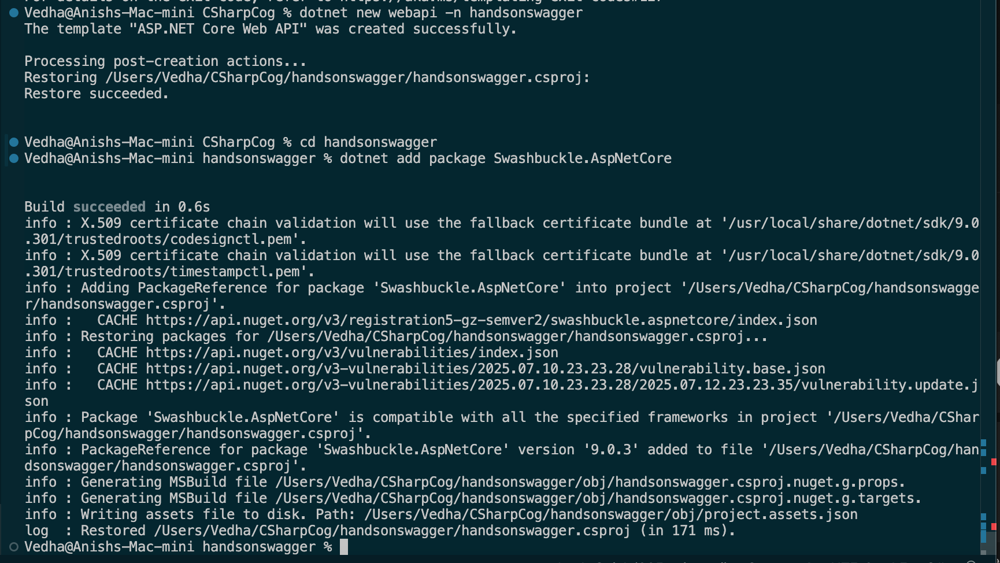 Vedha@Anishs-Mac-mini CSharpCog % dotnet new webapi -n handsonswagger
The template "ASP.NET Core Web API" was created successfully.
Processing post-creation actions...
Restoring /Users/Vedha/CSharpCog/handsonswagger/handsonswagger.csproj:
Restore succeeded.
Vedha@Anishs-Mac-mini CSharpCog % cd handsonswagger
Vedha@Anishs-Mac-mini handsonswagger % dotnet add package Swashbuckle.AspNetCore
Build succeeded in 0.6s
info : X.509 certificate chain validation will use the fallback certificate bundle at '/usr/local/share/dotnet/sdk/9.0
.301/trustedroots/codesignctl.pem'.
info : X.509 certificate chain validation will use the fallback certificate bundle at '/usr/local/share/dotnet/sdk/9.0
.301/trustedroots/timestampctl.pem'.
info : Adding PackageReference for package 'Swashbuckle.AspNetCore' into project '/Users/Vedha/CSharpCog/handsonswagge
r/handsonswagger.csproj'.
info :   CACHE https://api.nuget.org/v3/registration5-gz-semver2/swashbuckle.aspnetcore/index.json
info : Restoring packages for /Users/Vedha/CSharpCog/handsonswagger/handsonswagger.csproj...
info :   CACHE https://api.nuget.org/v3/vulnerabilities/index.json
info :   CACHE https://api.nuget.org/v3-vulnerabilities/2025.07.10.23.23.28/vulnerability.base.json
info :   CACHE https://api.nuget.org/v3-vulnerabilities/2025.07.10.23.23.28/2025.07.12.23.23.35/vulnerability.update.j
son
info : Package 'Swashbuckle.AspNetCore' is compatible with all the specified frameworks in project '/Users/Vedha/CShar
pCog/handsonswagger/handsonswagger.csproj'.
info : PackageReference for package 'Swashbuckle.AspNetCore' version '9.0.3' added to file '/Users/Vedha/CSharpCog/han
dsonswagger/handsonswagger.csproj'.
info : Generating MSBuild file /Users/Vedha/CSharpCog/handsonswagger/obj/handsonswagger.csproj.nuget.g.props.
info : Generating MSBuild file /Users/Vedha/CSharpCog/handsonswagger/obj/handsonswagger.csproj.nuget.g.targets.
info : Writing assets file to disk. Path: /Users/Vedha/CSharpCog/handsonswagger/obj/project.assets.json
log  : Restored /Users/Vedha/CSharpCog/handsonswagger/handsonswagger.csproj (in 171 ms).
Vedha@Anishs-Mac-mini handsonswagger %